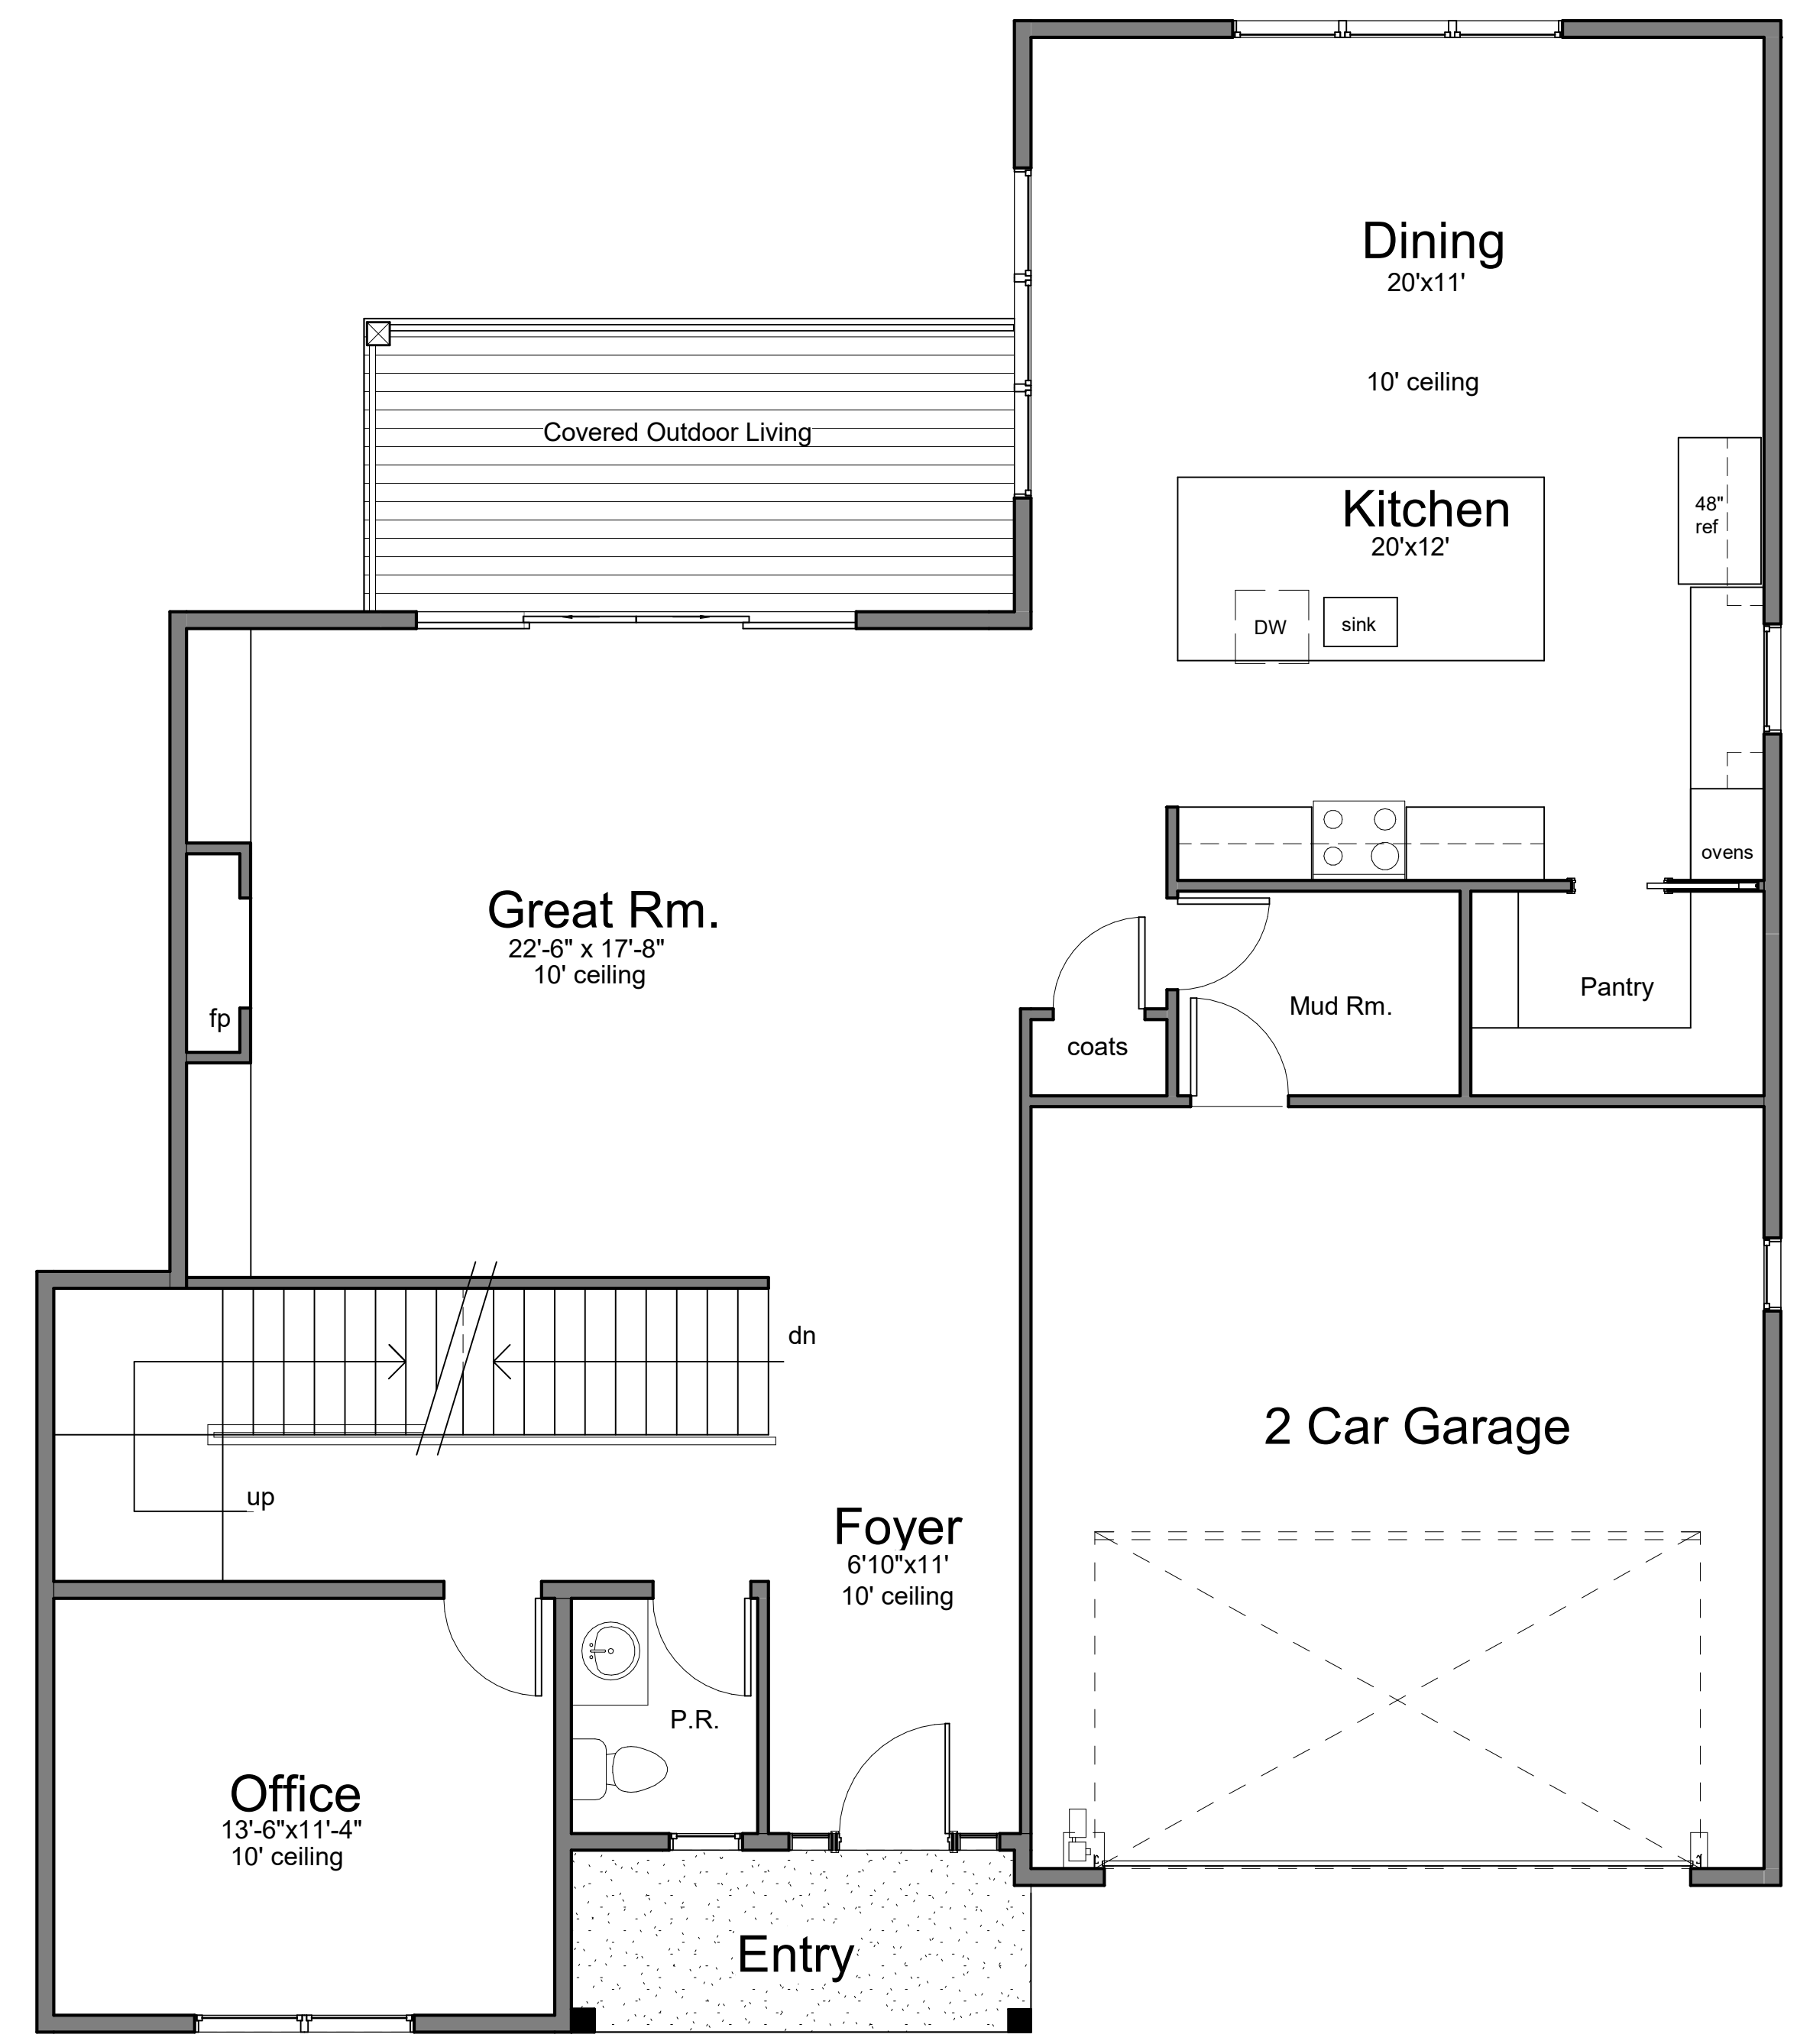 Dining
20'x11'
10' ceiling
Covered Outdoor Living
Kitchen
20'x12'
48"
ref
DW
sink
ovens
Great Rm.
22'-6" x 17'-8"
10' ceiling
fp
Pantry
Mud Rm.
coats
dn
up
2 Car Garage
Foyer
6'10"x11'
10' ceiling
P.R.
Office
13'-6"x11'-4"
10' ceiling
Entry